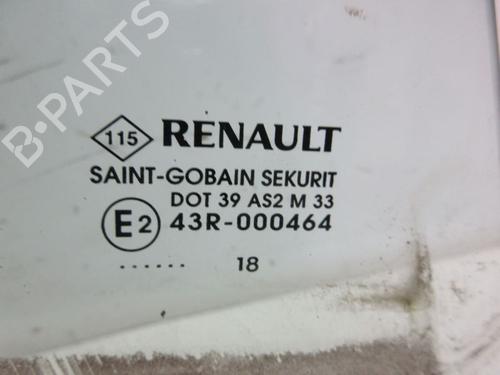 115 RENAULT
SAINT-GOBAIN SEKURIT
DOT 39 AS2 M 33
E2 43R-000464
...... 18
B-PARTS